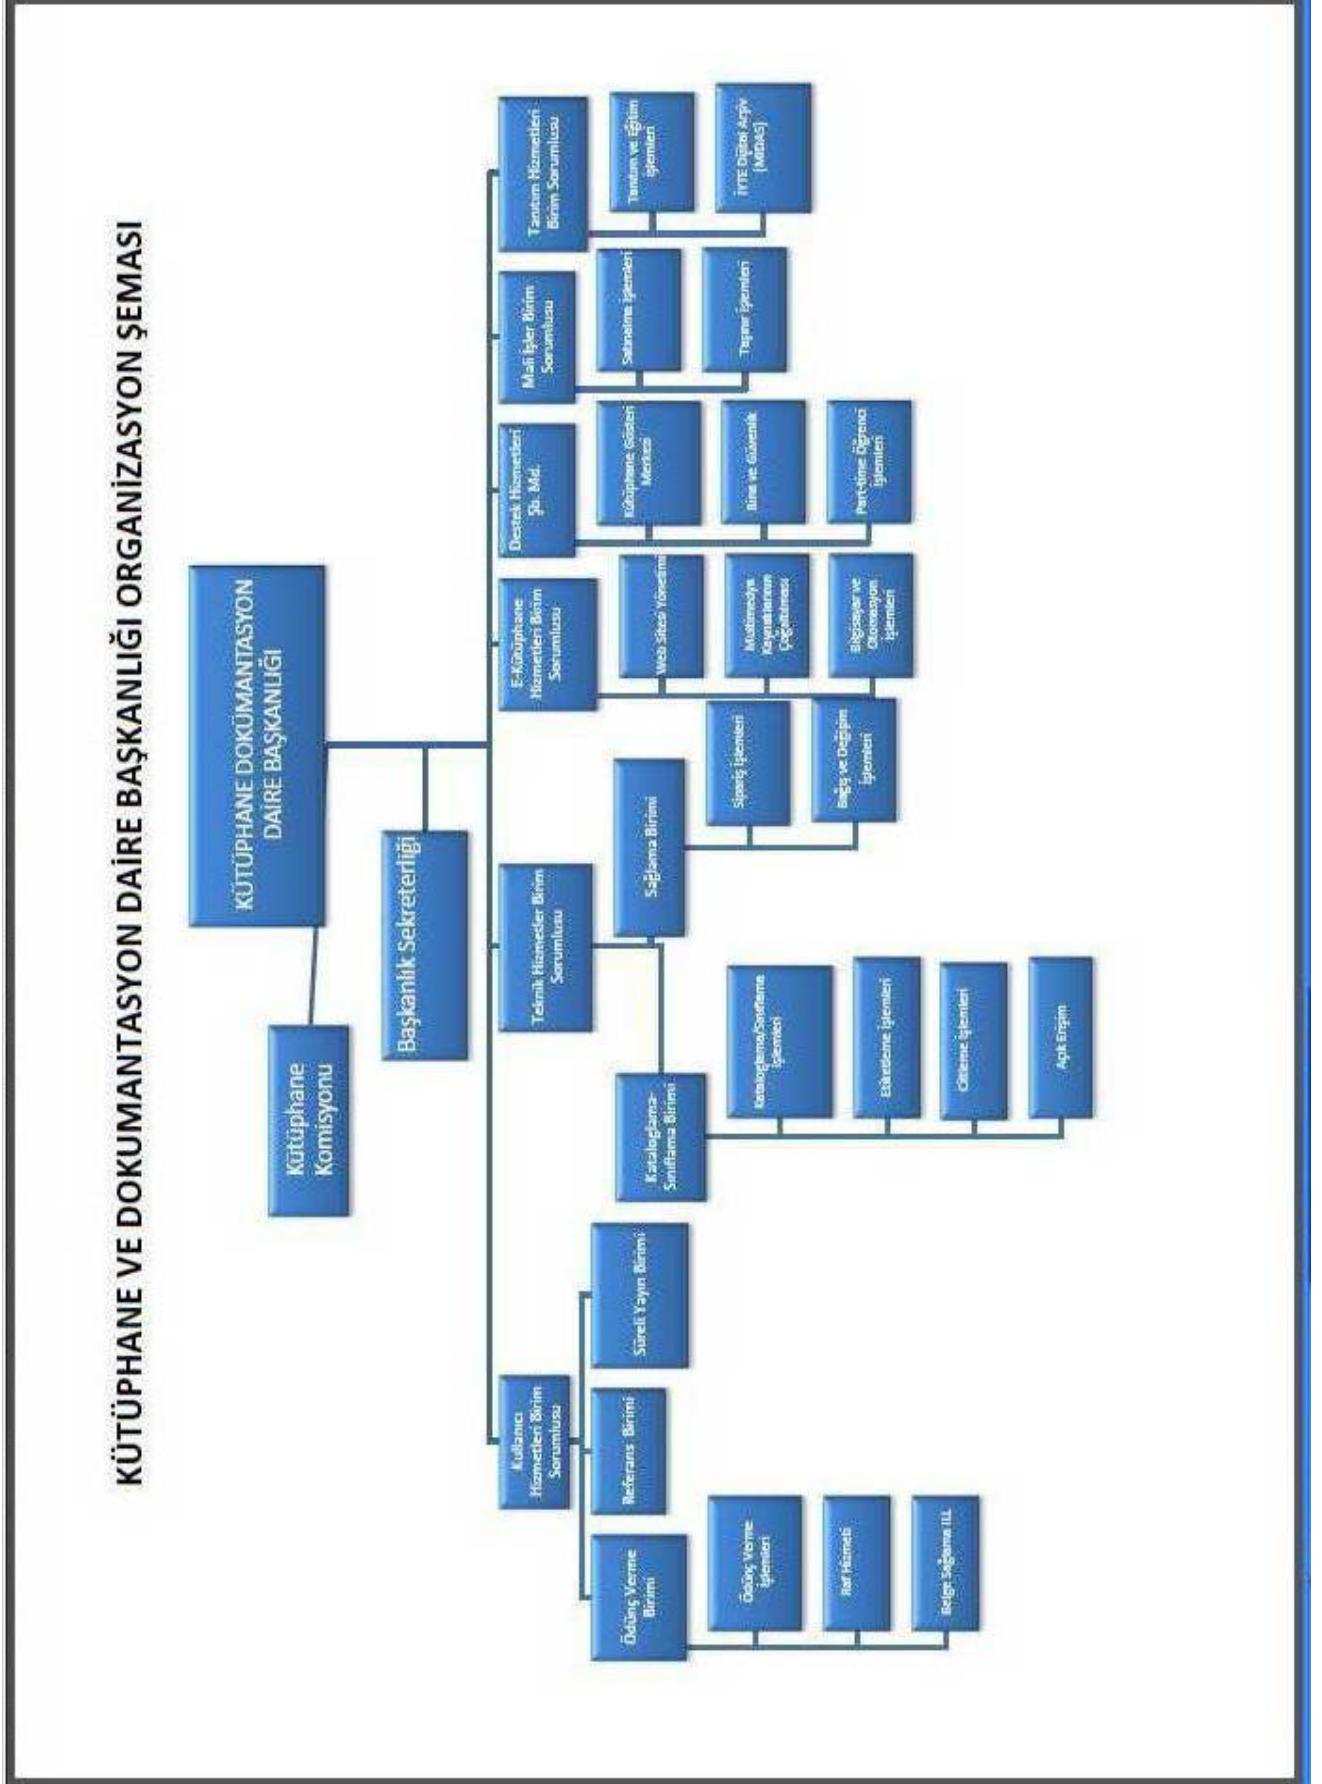 KÜTÜPHANE VE DOKUMANTASYON DAİRE BAŞKANLIĞI ORGANİZASYON ŞEMASI
KÜTÜPHANE DOKÜMANTASYON
DAİRE BAŞKANLIĞI
Kütüphane
Komisyonu
Başkanlık Sekreterliği
Kullanıcı
Hizmetleri Birim
Sorumlusu
Ödünç Verme
Birimi
Ödünç Verme
İşlemleri
Raf Hizmeti
Belge Sağlama ILL
Referans Birimi
Süreli Yayın Birimi
Teknik Hizmetler Birim
Sorumlusu
Kataloglama-
Sınıflama Birimi
Kataloglama/Sınıflama
İşlemleri
Etiketleme İşlemleri
Ciltleme İşlemleri
Açık Erişim
Sağlama Birimi
Sipariş İşlemleri
Bağış ve Değişim
İşlemleri
E-Kütüphane
Hizmetleri Birim
Sorumlusu
Web Sitesi Yönetimi
Multimedya
Kaynaklarının
Çoğaltılması
Bilgisayar ve
Otomasyon
İşlemleri
Destek Hizmetleri
Şb. Md.
Kütüphane Gösteri
Merkezi
Bina ve Güvenlik
Part-time Öğrenci
İşlemleri
Mali İşler Birim
Sorumlusu
Satınalma İşlemleri
Taşınır İşlemleri
Tanıtım Hizmetleri
Birim Sorumlusu
Tanıtım ve Eğitim
İşlemleri
İYTE Dijital Arşiv
(MİDAS)